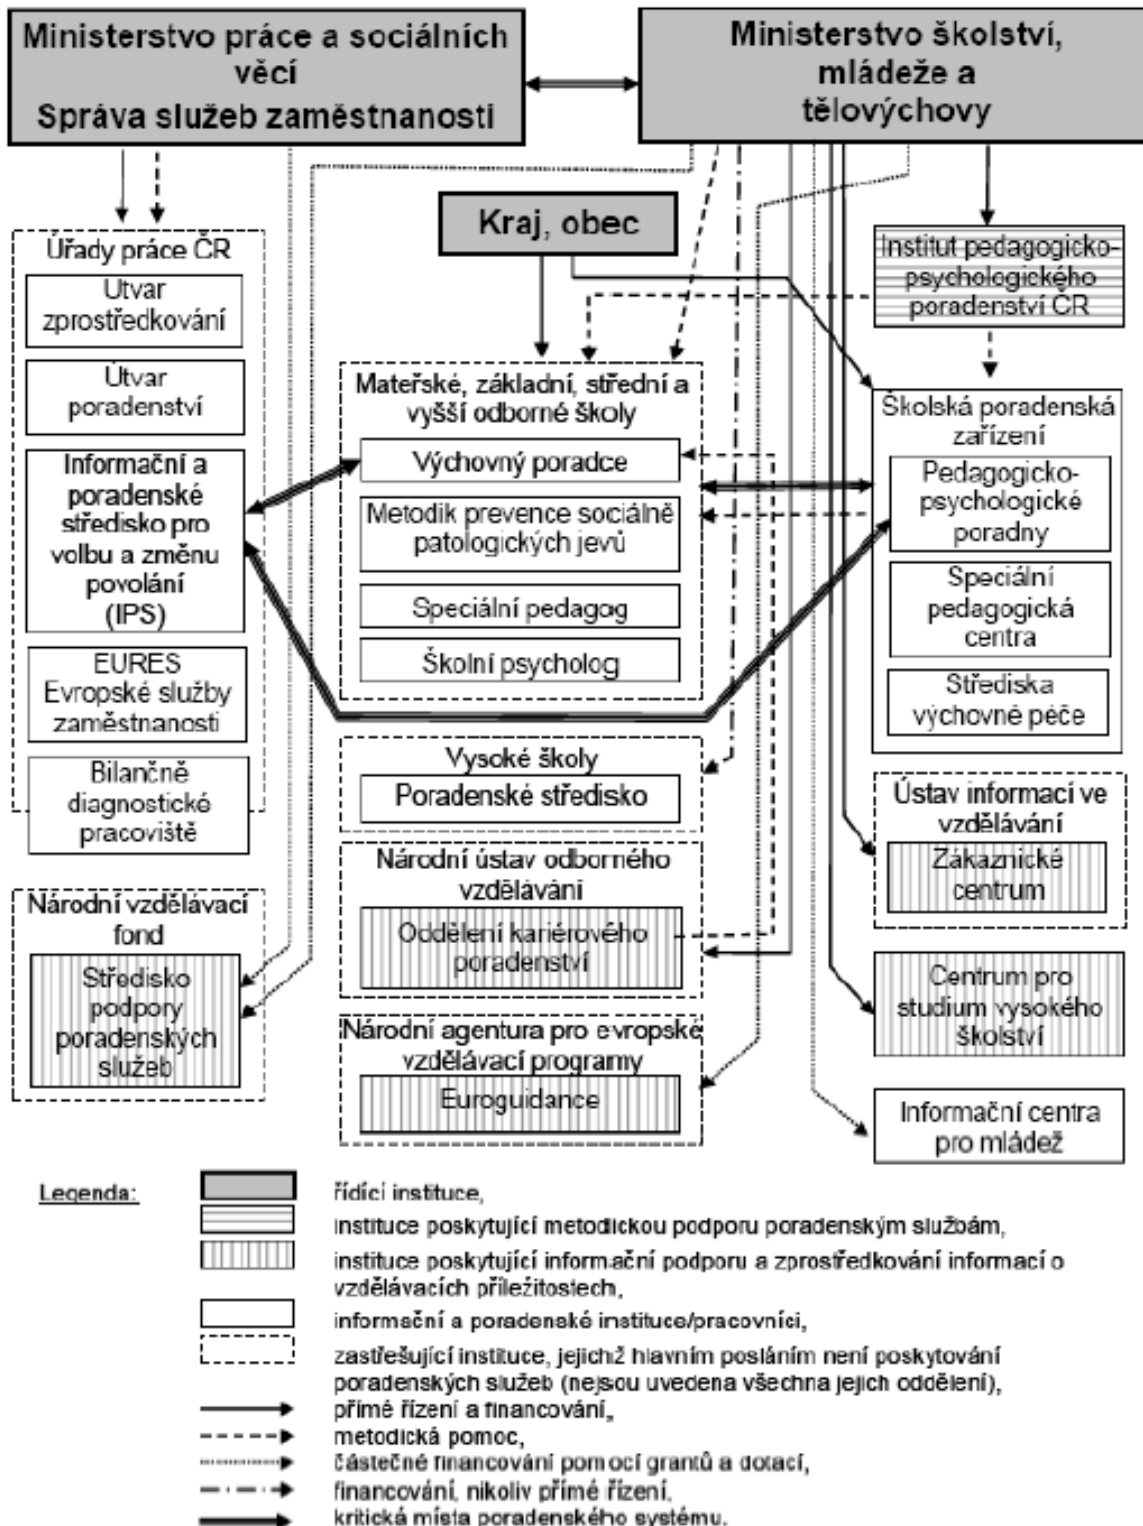 Ministerstvo práce a sociálních
věcí
Správa služeb zaměstnanosti
Ministerstvo školství,
mládeže a
tělovýchovy
Kraj, obec
Úřady práce ČR
Útvar
zprostředkování
Útvar
poradenství
Informační a
poradenské
středisko pro
volbu a změnu
povolání
(IPS)
EURES
Evropské služby
zaměstnanosti
Bilančně
diagnostické
pracoviště
Národní vzdělávací
fond
Středisko
podpory
poradenských
služeb
Mateřské, základní, střední a
vyšší odborné školy
Výchovný poradce
Metodik prevence sociálně
patologických jevů
Speciální pedagog
Školní psycholog
Vysoké školy
Poradenské středisko
Národní ústav odborného
vzdělávání
Oddělení kariérového
poradenství
Národní agentura pro evropské
vzdělávací programy
Euroguidance
Institut pedagogicko-
psychologického
poradenství ČR
Školská poradenská
zařízení
Pedagogicko-
psychologické
poradny
Speciální
pedagogická
centra
Střediska
výchovné péče
Ústav informací ve
vzdělávání
Zákaznické
centrum
Centrum pro
studium vysokého
školství
Informační centra
pro mládež
Legenda:
řídící instituce,
instituce poskytující metodickou podporu poradenským službám,
instituce poskytující informační podporu a zprostředkování informací o
vzdělávacích příležitostech,
informační a poradenské instituce/pracovníci,
zastřešující instituce, jejichž hlavním posláním není poskytování
poradenských služeb (nejsou uvedena všechna jejich oddělení),
přímé řízení a financování,
metodická pomoc,
částečné financování pomocí grantů a dotací,
financování, nikoliv přímé řízení,
kritická místa poradenského systému.